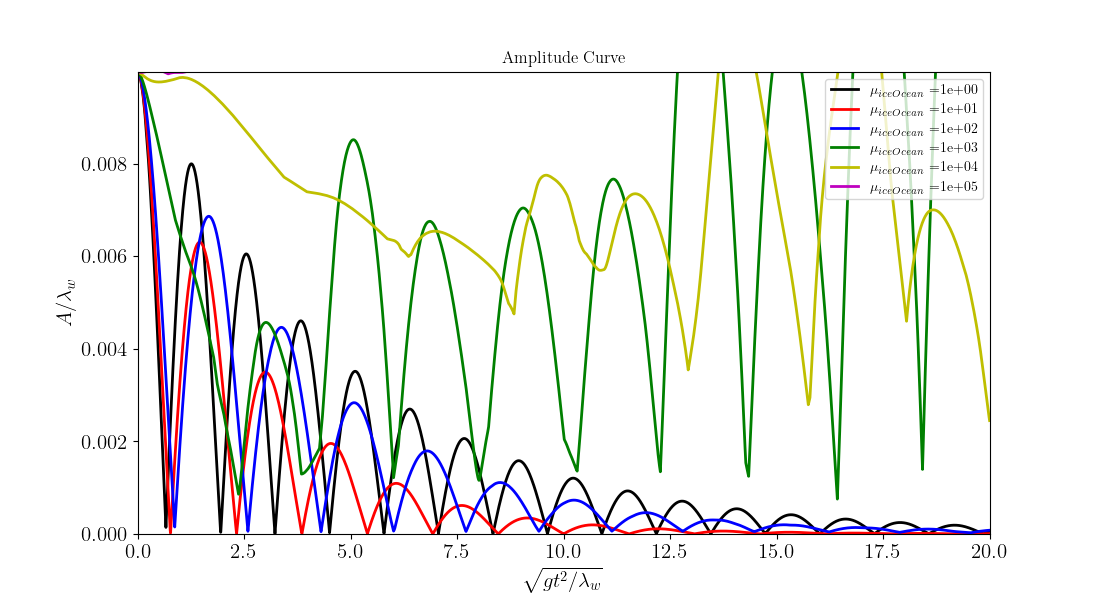 Amplitude Curve
μ_iceOcean =1e+00
μ_iceOcean =1e+01
μ_iceOcean =1e+02
μ_iceOcean =1e+03
μ_iceOcean =1e+04
μ_iceOcean =1e+05
A/λ_w
0.008
0.006
0.004
0.002
0.000
0.0 2.5 5.0 7.5 10.0 12.5 15.0 17.5 20.0
√gt²/λ_w